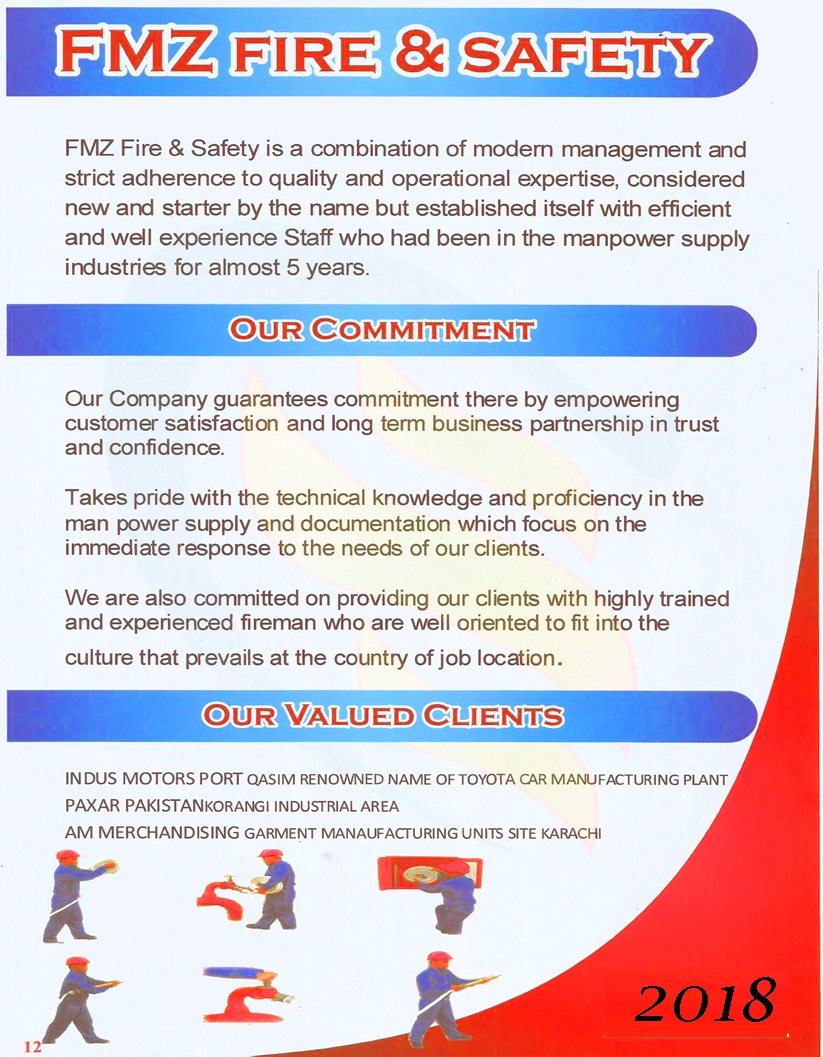 FMZ FIRE & SAFETY
FMZ Fire & Safety is a combination of modern management and
strict adherence to quality and operational expertise, considered
new and starter by the name but established itself with efficient
and well experience Staff who had been in the manpower supply
industries for almost 5 years.
OUR COMMITMENT
Our Company guarantees commitment there by empowering
customer satisfaction and long term business partnership in trust
and confidence.
Takes pride with the technical knowledge and proficiency in the
man power supply and documentation which focus on the
immediate response to the needs of our clients.
We are also committed on providing our clients with highly trained
and experienced fireman who are well oriented to fit into the
culture that prevails at the country of job location.
OUR VALUED CLIENTS
INDUS MOTORS PORT QASIM RENOWNED NAME OF TOYOTA CAR MANUFACTURING PLANT
PAXAR PAKISTANKORANGI INDUSTRIAL AREA
AM MERCHANDISING GARMENT MANAUFACTURING UNITS SITE KARACHI
2018
12